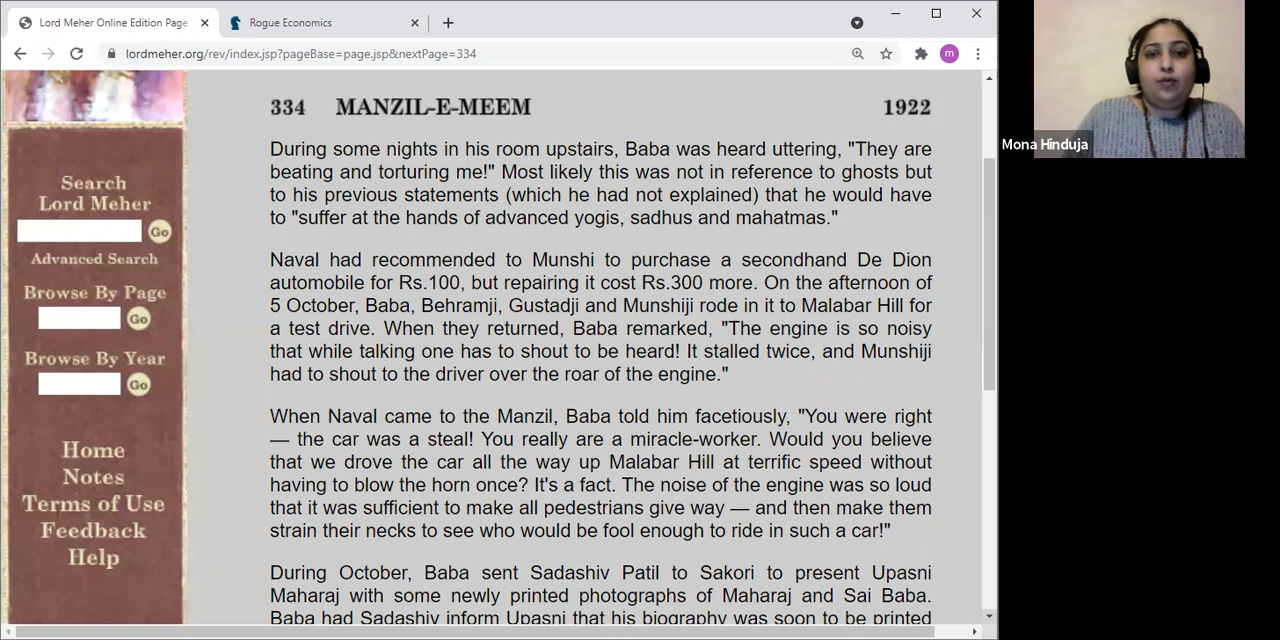 Lord Meher Online Edition Page
Rogue Economics
lordmeher.org/rev/index.jsp?pageBase=page.jsp&nextPage=334
m
Search
Lord Meher
Go
Advanced Search
Browse By Page
Go
Browse By Year
Go
Home
Notes
Terms of Use
Feedback
Help
334 MANZIL-E-MEEM 1922
During some nights in his room upstairs, Baba was heard uttering, "They are
beating and torturing me!" Most likely this was not in reference to ghosts but
to his previous statements (which he had not explained) that he would have
to "suffer at the hands of advanced yogis, sadhus and mahatmas."
Naval had recommended to Munshi to purchase a secondhand De Dion
automobile for Rs.100, but repairing it cost Rs.300 more. On the afternoon of
5 October, Baba, Behramji, Gustadji and Munshiji rode in it to Malabar Hill for
a test drive. When they returned, Baba remarked, "The engine is so noisy
that while talking one has to shout to be heard! It stalled twice, and Munshiji
had to shout to the driver over the roar of the engine."
When Naval came to the Manzil, Baba told him facetiously, "You were right
— the car was a steal! You really are a miracle-worker. Would you believe
that we drove the car all the way up Malabar Hill at terrific speed without
having to blow the horn once? It's a fact. The noise of the engine was so loud
that it was sufficient to make all pedestrians give way — and then make them
strain their necks to see who would be fool enough to ride in such a car!"
During October, Baba sent Sadashiv Patil to Sakori to present Upasni
Maharaj with some newly printed photographs of Maharaj and Sai Baba.
Baba had Sadashiv inform Upasni that his biography was soon to be printed
Mona Hinduja